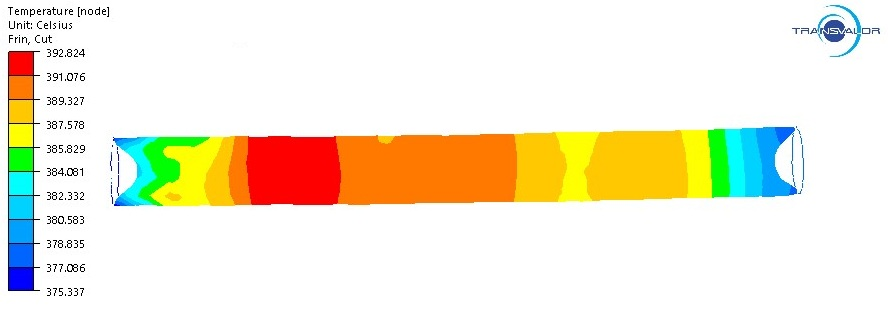 Temperature [node]
Unit: Celsius
Frin, Cut
392.824
391.076
389.327
387.578
385.829
384.081
382.332
380.583
378.835
377.086
375.337
TRANSVALOR